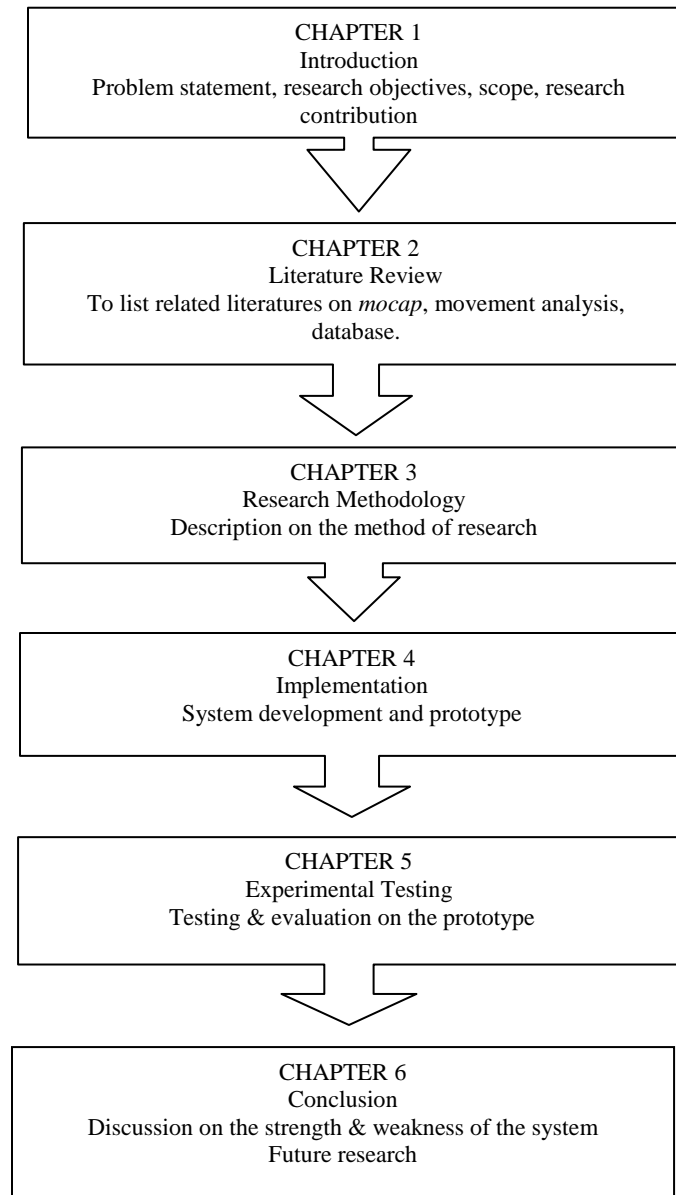 CHAPTER 1
Introduction
Problem statement, research objectives, scope, research
contribution
CHAPTER 2
Literature Review
To list related literatures on mocap, movement analysis,
database.
CHAPTER 3
Research Methodology
Description on the method of research
CHAPTER 4
Implementation
System development and prototype
CHAPTER 5
Experimental Testing
Testing & evaluation on the prototype
CHAPTER 6
Conclusion
Discussion on the strength & weakness of the system
Future research